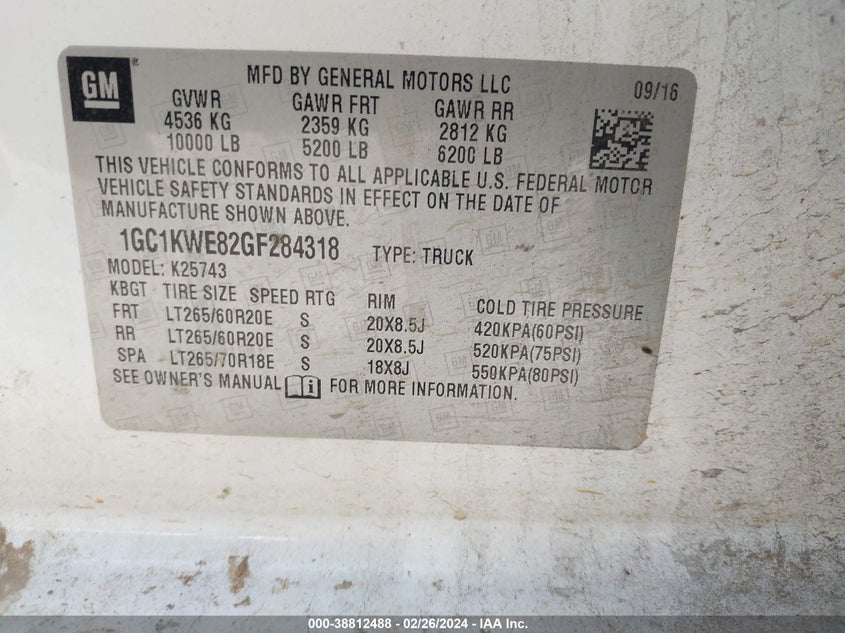 GM
MFD BY GENERAL MOTORS LLC 09/16
GVWR GAWR FRT GAWR RR
4536 KG 2359 KG 2812 KG
10000 LB 5200 LB 6200 LB
THIS VEHICLE CONFORMS TO ALL APPLICABLE U.S. FEDERAL MOTOR
VEHICLE SAFETY STANDARDS IN EFFECT ON THE DATE OF
MANUFACTURE SHOWN ABOVE.
1GC1KWE82GF284318 TYPE: TRUCK
MODEL: K25743
KBGT TIRE SIZE SPEED RTG RIM COLD TIRE PRESSURE
FRT LT265/60R20E S 20X8.5J 420KPA(60PSI)
RR LT265/60R20E S 20X8.5J 520KPA(75PSI)
SPA LT265/70R18E S 18X8J 550KPA(80PSI)
SEE OWNER'S MANUAL i FOR MORE INFORMATION.
000-38812488 - 02/26/2024 - IAA Inc.